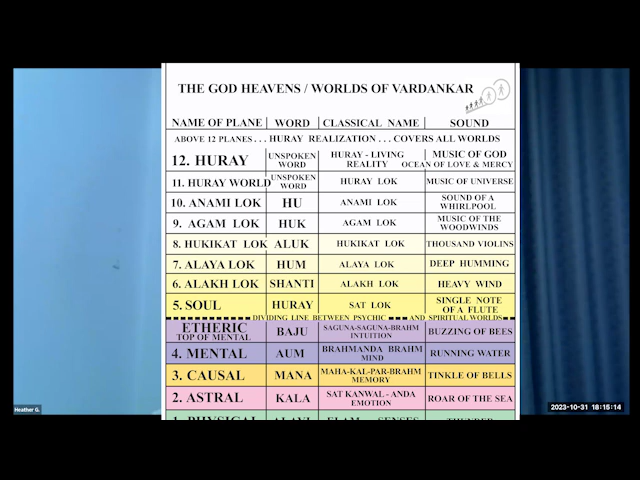 THE GOD HEAVENS / WORLDS OF VARDANKAR
NAME OF PLANE WORD CLASSICAL NAME SOUND
ABOVE 12 PLANES . . . HURAY REALIZATION . . . COVERS ALL WORLDS
12. HURAY UNSPOKEN WORD HURAY - LIVING REALITY MUSIC OF GOD OCEAN OF LOVE & MERCY
11. HURAY WORLD UNSPOKEN WORD HURAY LOK MUSIC OF UNIVERSE
10. ANAMI LOK HU ANAMI LOK SOUND OF A WHIRLPOOL
9. AGAM LOK HUK AGAM LOK MUSIC OF THE WOODWINDS
8. HUKIKAT LOK ALUK HUKIKAT LOK THOUSAND VIOLINS
7. ALAYA LOK HUM ALAYA LOK DEEP HUMMING
6. ALAKH LOK SHANTI ALAKH LOK HEAVY WIND
5. SOUL HURAY SAT LOK SINGLE NOTE OF A FLUTE
DIVIDING LINE BETWEEN PSYCHIC AND SPIRITUAL WORLDS
ETHERIC TOP OF MENTAL BAJU SAGUNA-SAGUNA-BRAHM INTUITION BUZZING OF BEES
4. MENTAL AUM BRAHMANDA BRAHM MIND RUNNING WATER
3. CAUSAL MANA MAHA-KAL-PAR-BRAHM MEMORY TINKLE OF BELLS
2. ASTRAL KALA SAT KANWAL - ANDA EMOTION ROAR OF THE SEA
1. PHYSICAL ALAYI ELAM SENSES THUNDER
Heather G.
2023-10-31 18:15:14